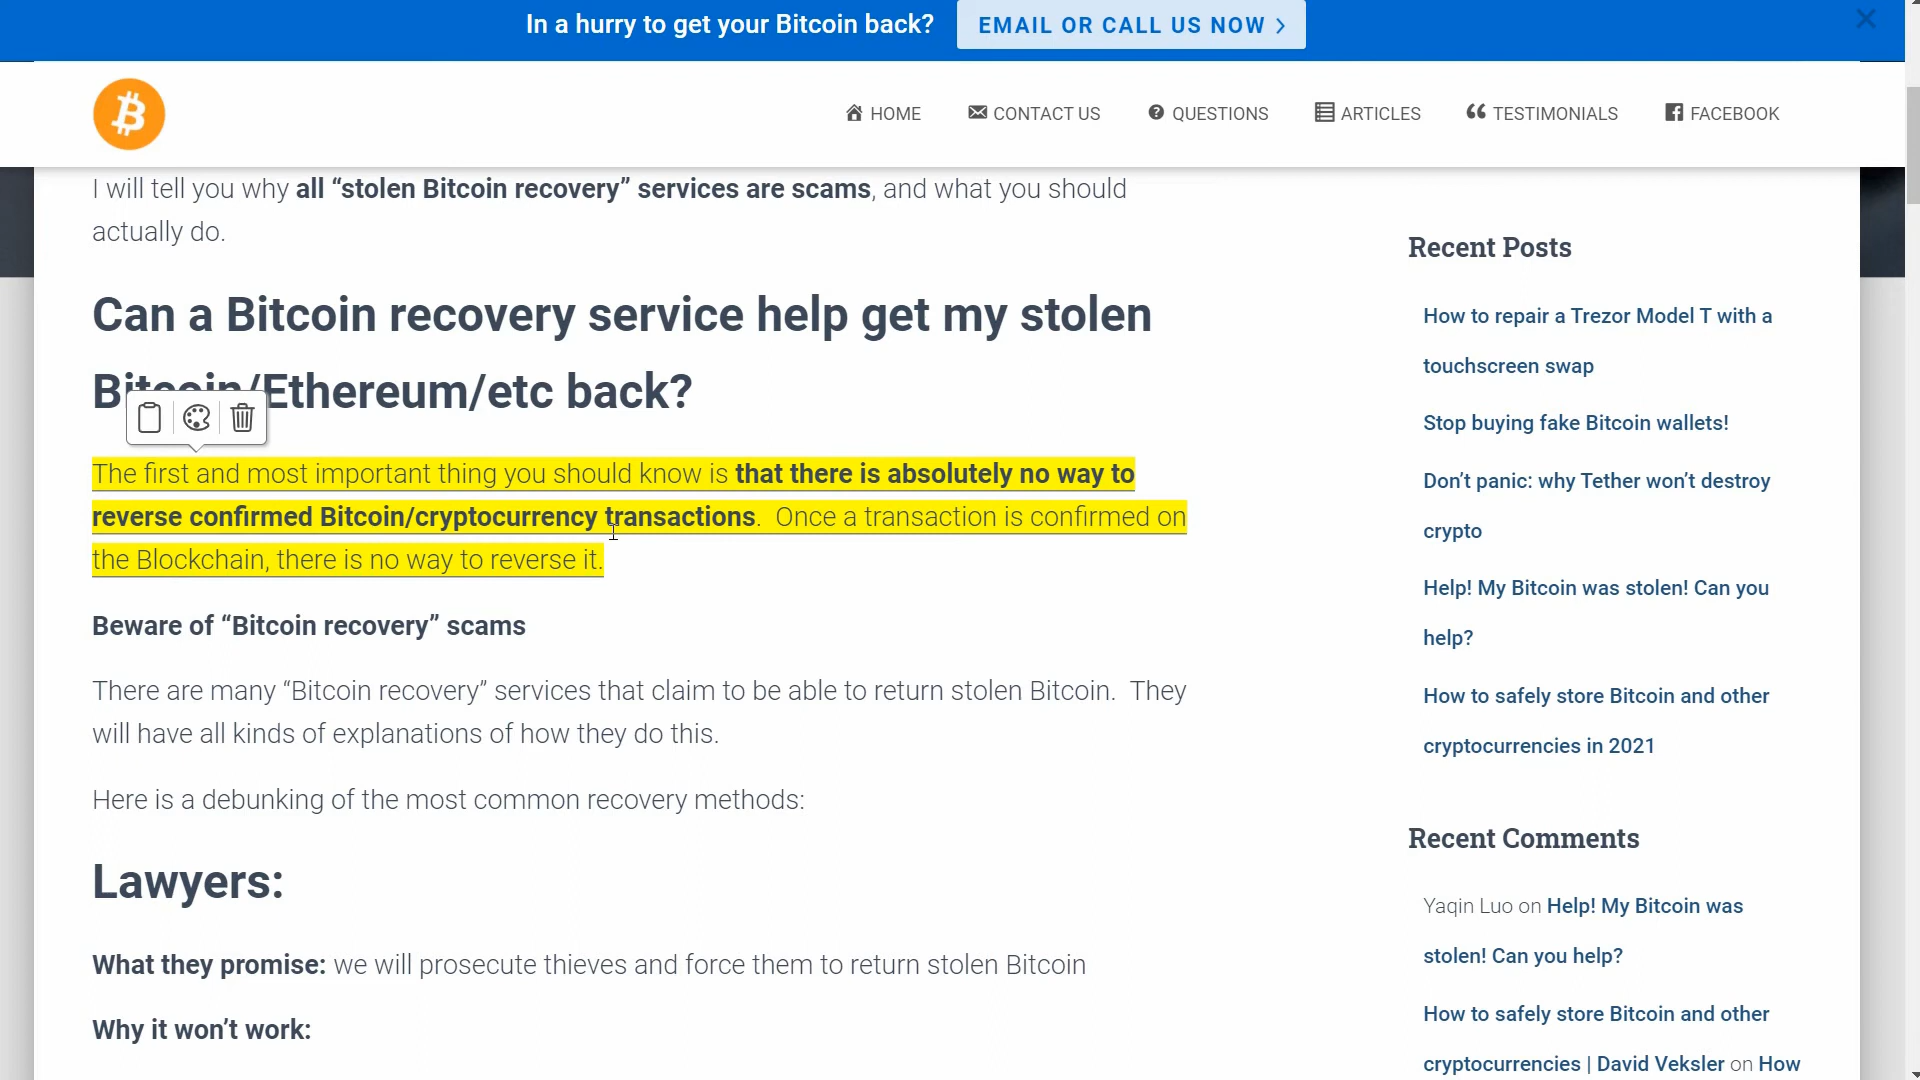 In a hurry to get your Bitcoin back?
EMAIL OR CALL US NOW >
HOME
CONTACT US
QUESTIONS
ARTICLES
TESTIMONIALS
FACEBOOK
I will tell you why all “stolen Bitcoin recovery” services are scams, and what you should
actually do.
Can a Bitcoin recovery service help get my stolen
Bitcoin/Ethereum/etc back?
The first and most important thing you should know is that there is absolutely no way to
reverse confirmed Bitcoin/cryptocurrency transactions.  Once a transaction is confirmed on
the Blockchain, there is no way to reverse it.
Beware of “Bitcoin recovery” scams
There are many “Bitcoin recovery” services that claim to be able to return stolen Bitcoin.  They
will have all kinds of explanations of how they do this.
Here is a debunking of the most common recovery methods:
Lawyers:
What they promise: we will prosecute thieves and force them to return stolen Bitcoin
Why it won’t work:
Recent Posts
How to repair a Trezor Model T with a
touchscreen swap
Stop buying fake Bitcoin wallets!
Don’t panic: why Tether won’t destroy
crypto
Help! My Bitcoin was stolen! Can you
help?
How to safely store Bitcoin and other
cryptocurrencies in 2021
Recent Comments
Yaqin Luo on Help! My Bitcoin was
stolen! Can you help?
How to safely store Bitcoin and other
cryptocurrencies | David Veksler on How